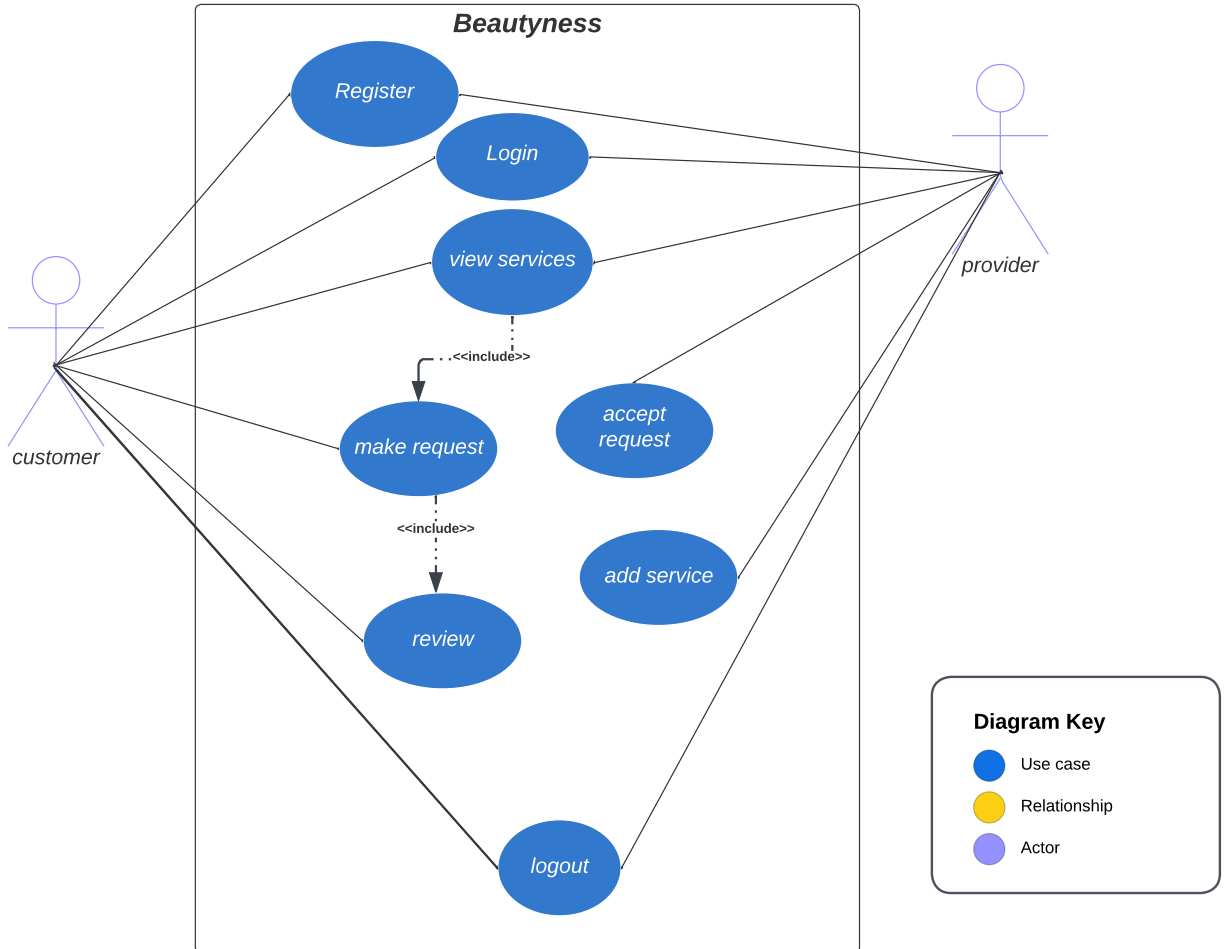 Beautyness
Register
Login
view services
provider
<<include>>
accept
request
make request
customer
<<include>>
add service
review
Diagram Key
Use case
Relationship
Actor
logout